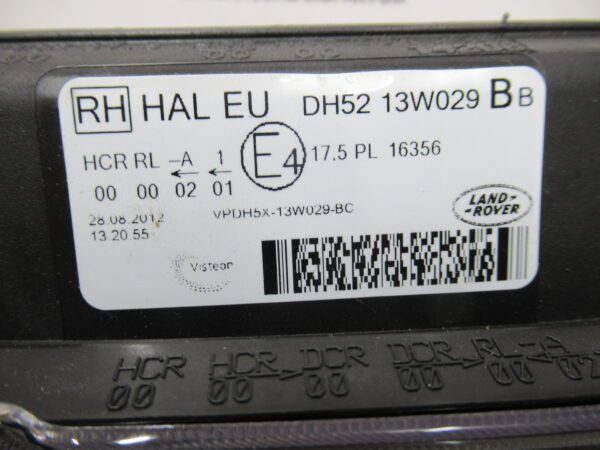 RH HAL EU DH52 13W029 B B
HCR RL -A 1 E4 17.5 PL 16356
00 00 02 ← 01 ←
28.08.2012 VPDH5X-13W029-BC
13 20 55
LAND-
-ROVER
Visteon
HCR HCR→DCR DCR→RL-A
00 00 00 00 00 02